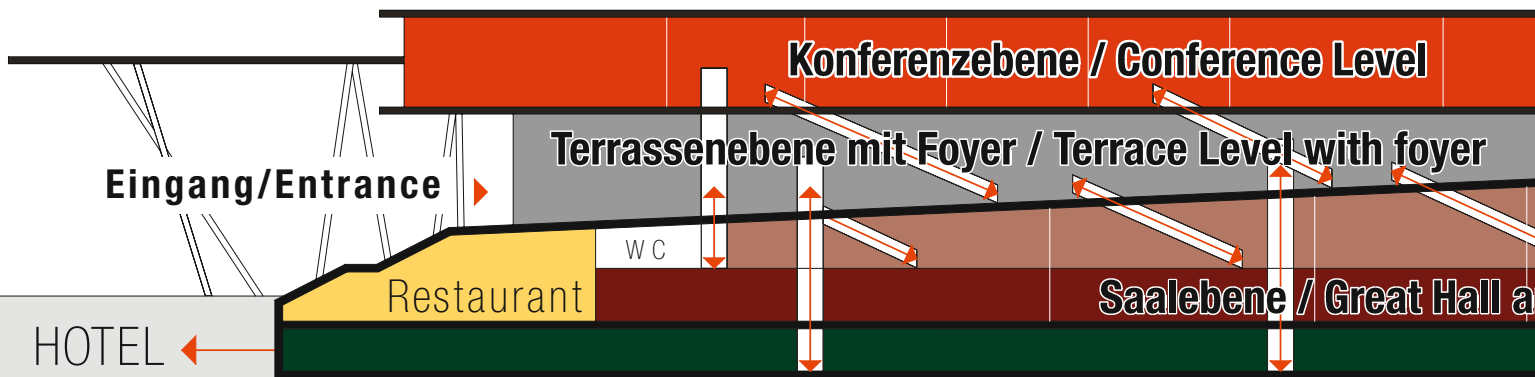 Konferenzebene / Conference Level
Terrassenebene mit Foyer / Terrace Level with foyer
Eingang/Entrance
WC
Restaurant
Saalebene / Great Hall
HOTEL